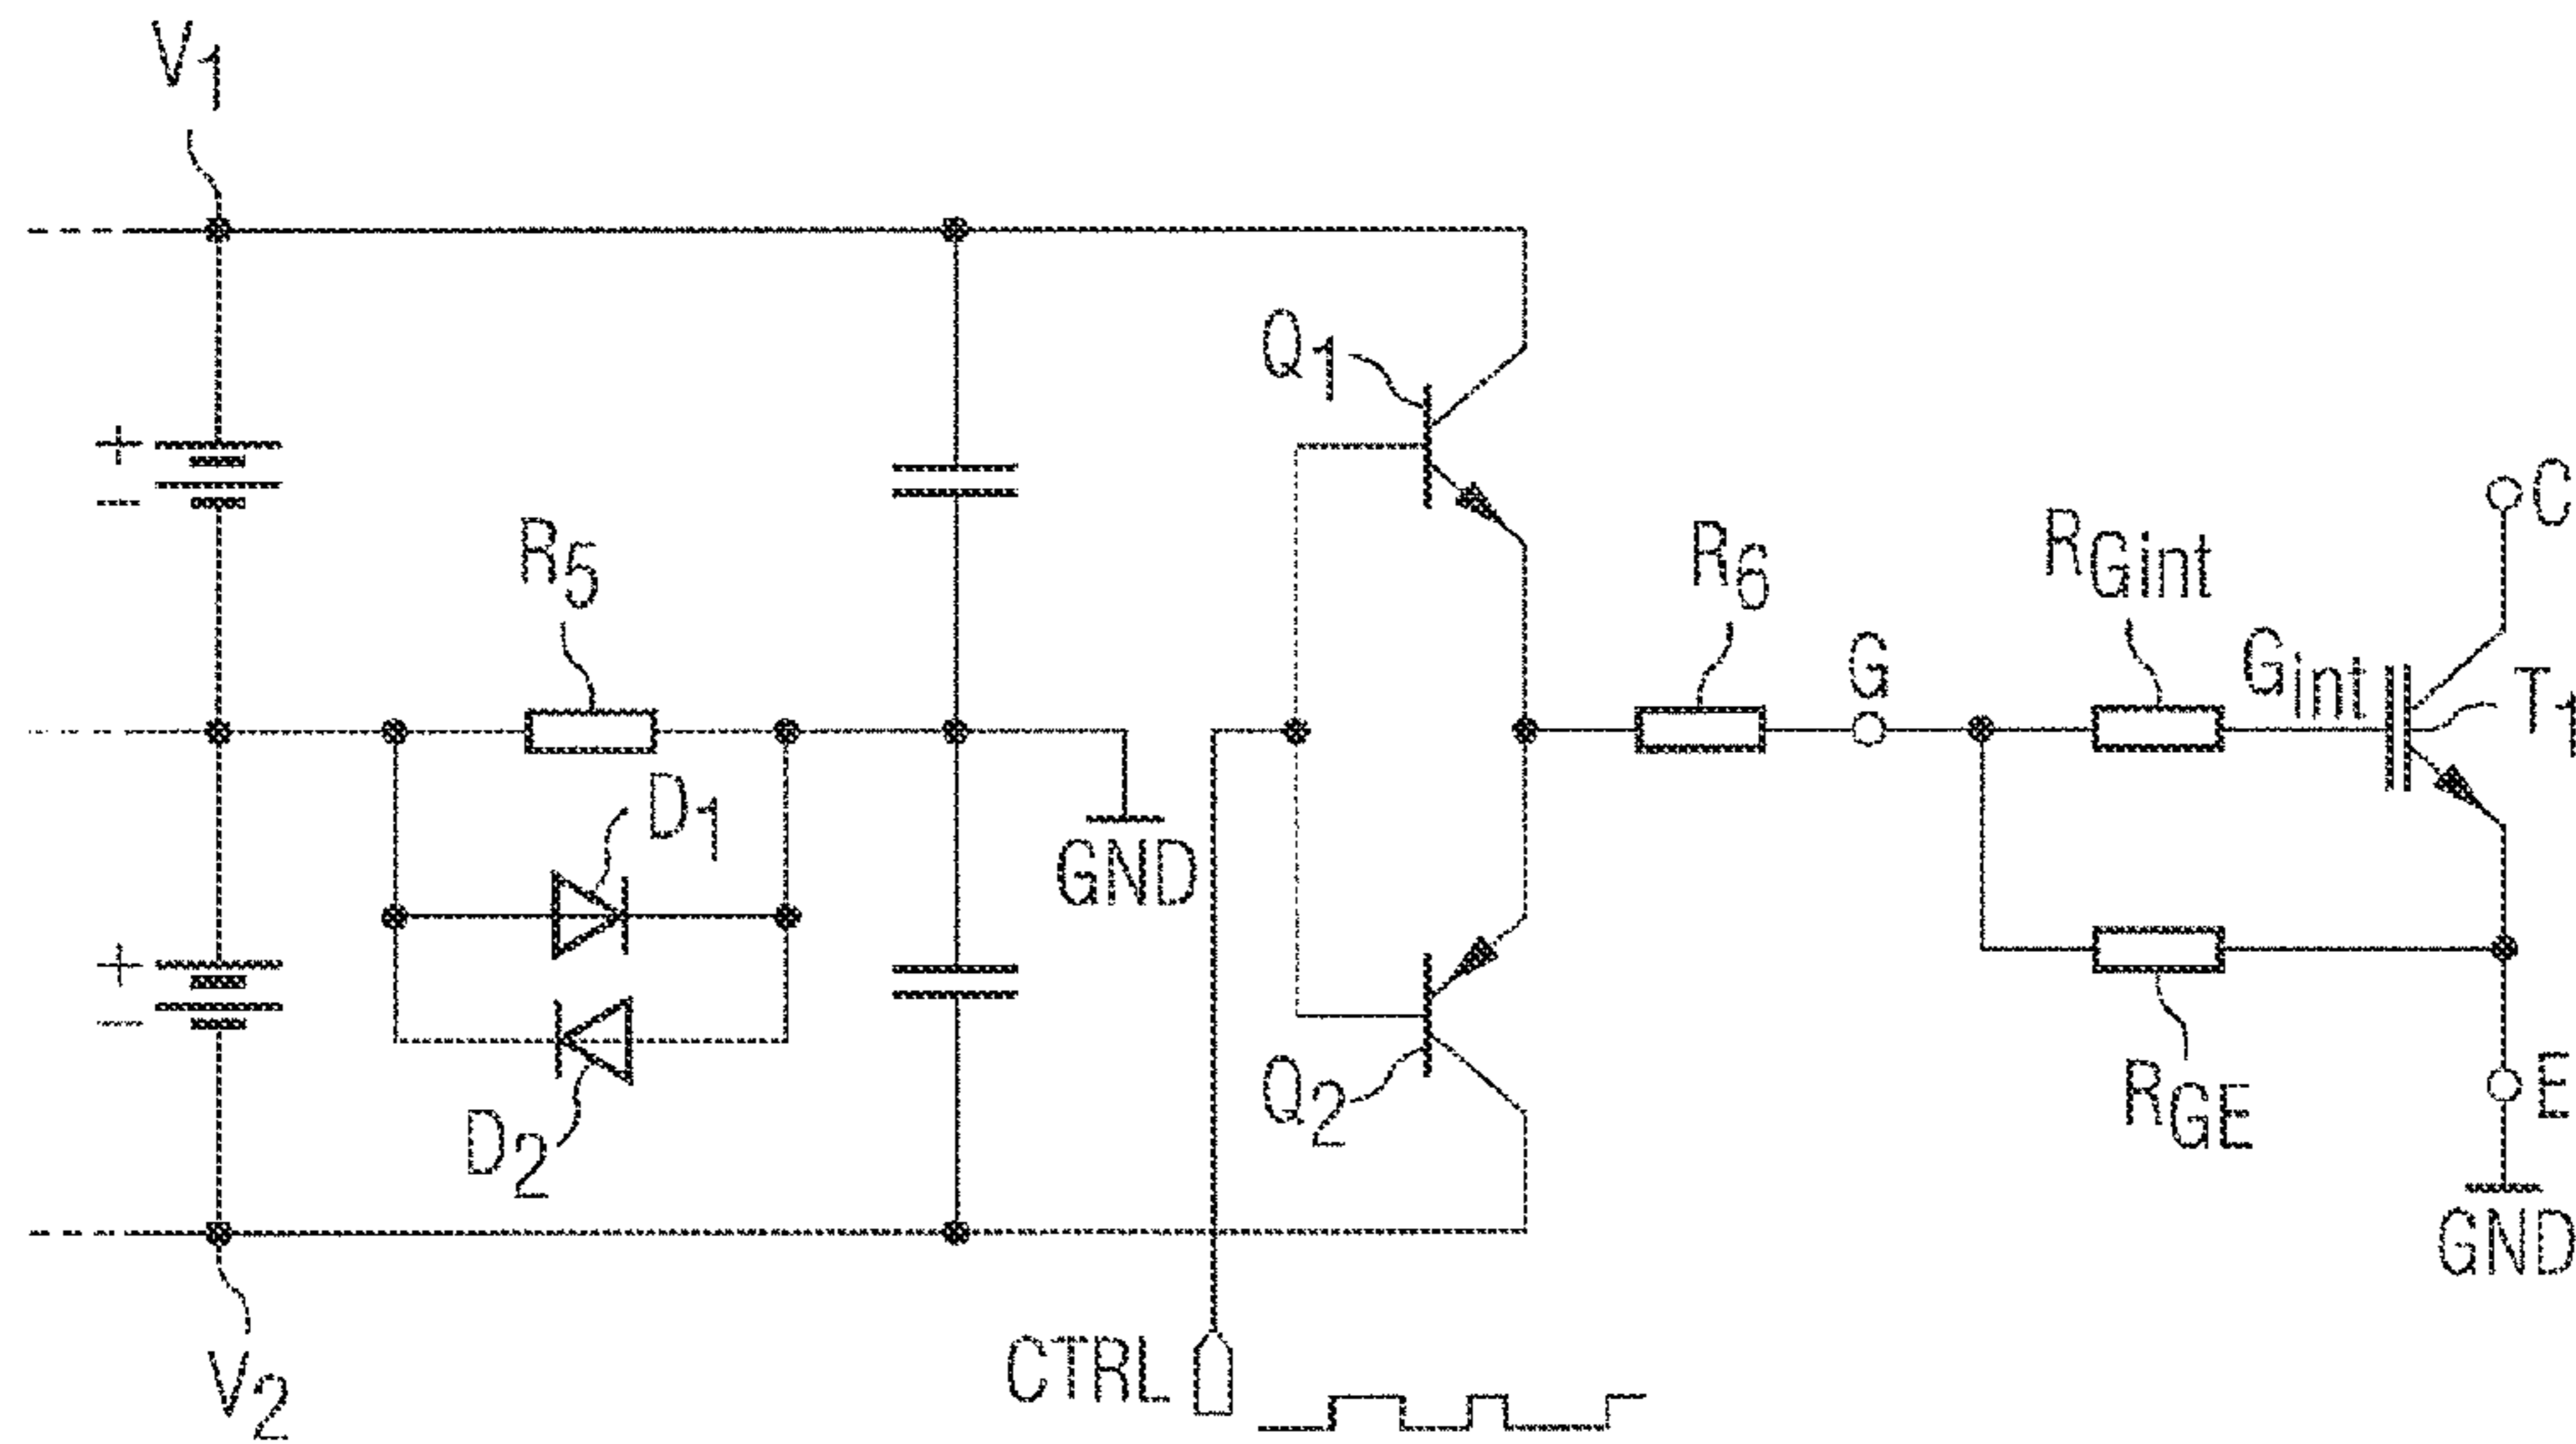 V1
+
-
Q1
C
R5
R6
RGint
G
Gint
T1
D1
GND
+
-
D2
Q2
RGE
E
GND
CTRL
V2